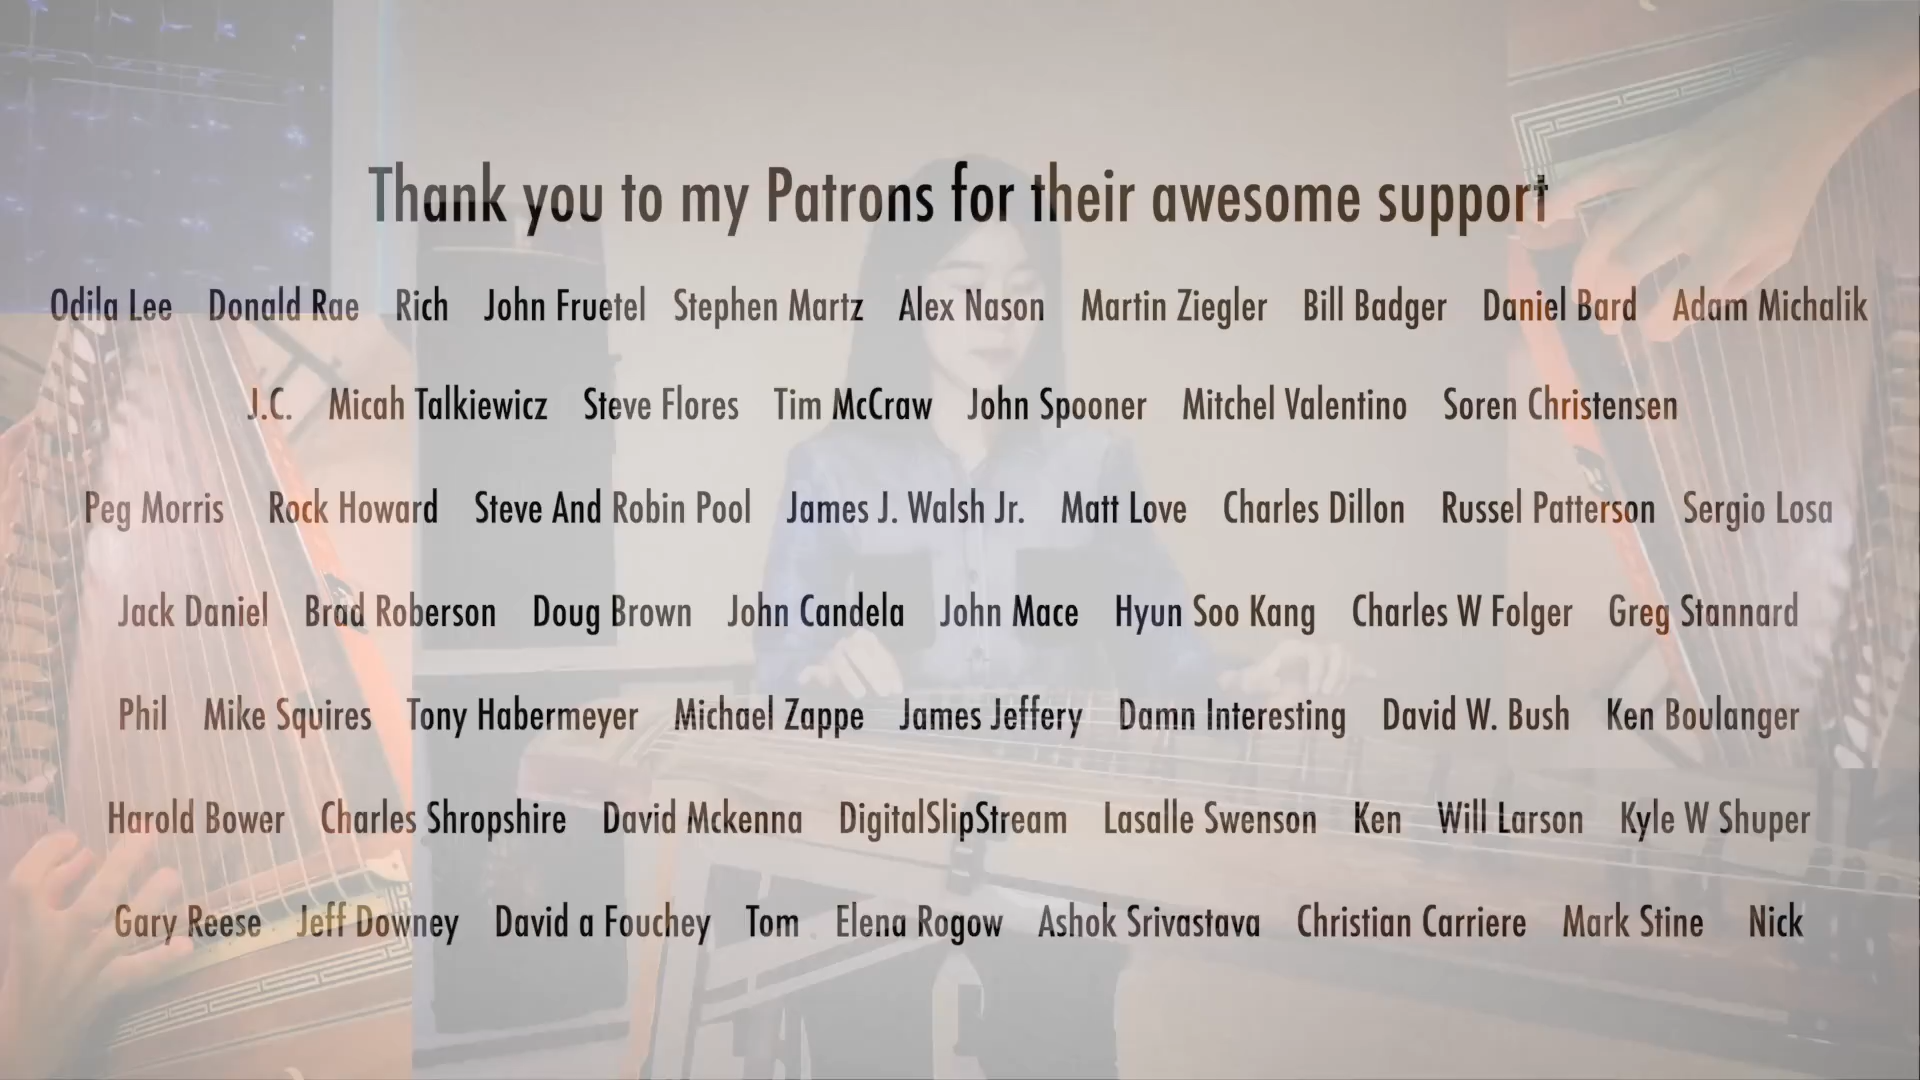 Thank you to my Patrons for their awesome support
Odila Lee Donald Rae Rich John Fruetel Stephen Martz Alex Nason Martin Ziegler Bill Badger Daniel Bard Adam Michalik
J.C. Micah Talkiewicz Steve Flores Tim McCraw John Spooner Mitchel Valentino Soren Christensen
Peg Morris Rock Howard Steve And Robin Pool James J. Walsh Jr. Matt Love Charles Dillon Russel Patterson Sergio Losa
Jack Daniel Brad Roberson Doug Brown John Candela John Mace Hyun Soo Kang Charles W Folger Greg Stannard
Phil Mike Squires Tony Habermeyer Michael Zappe James Jeffery Damn Interesting David W. Bush Ken Boulanger
Harold Bower Charles Shropshire David Mckenna DigitalSlipStream Lasalle Swenson Ken Will Larson Kyle W Shuper
Gary Reese Jeff Downey David a Fouchey Tom Elena Rogow Ashok Srivastava Christian Carriere Mark Stine Nick